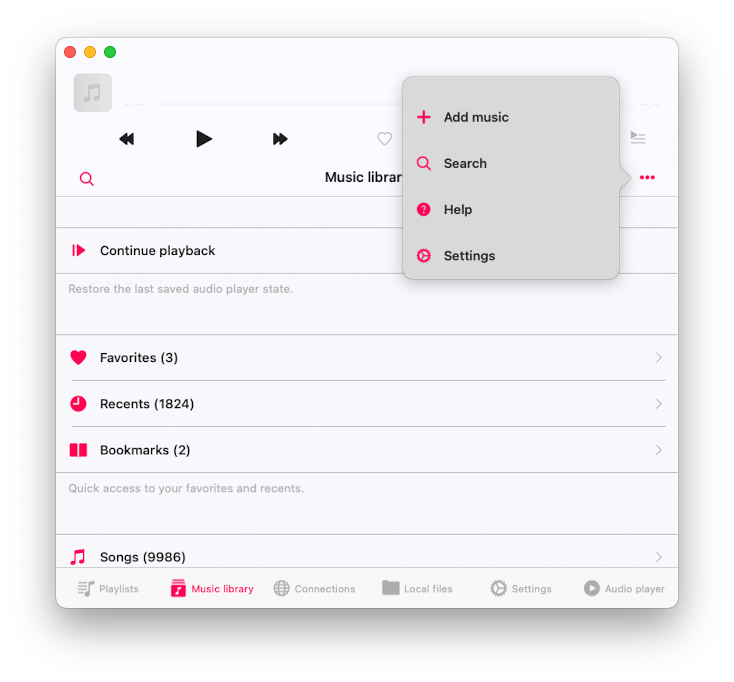 --:--
--:--
Add music
Search
Help
Settings
Music librar
Continue playback
Restore the last saved audio player state.
Favorites (3)
Recents (1824)
Bookmarks (2)
Quick access to your favorites and recents.
Songs (9986)
Playlists
Music library
Connections
Local files
Settings
Audio player